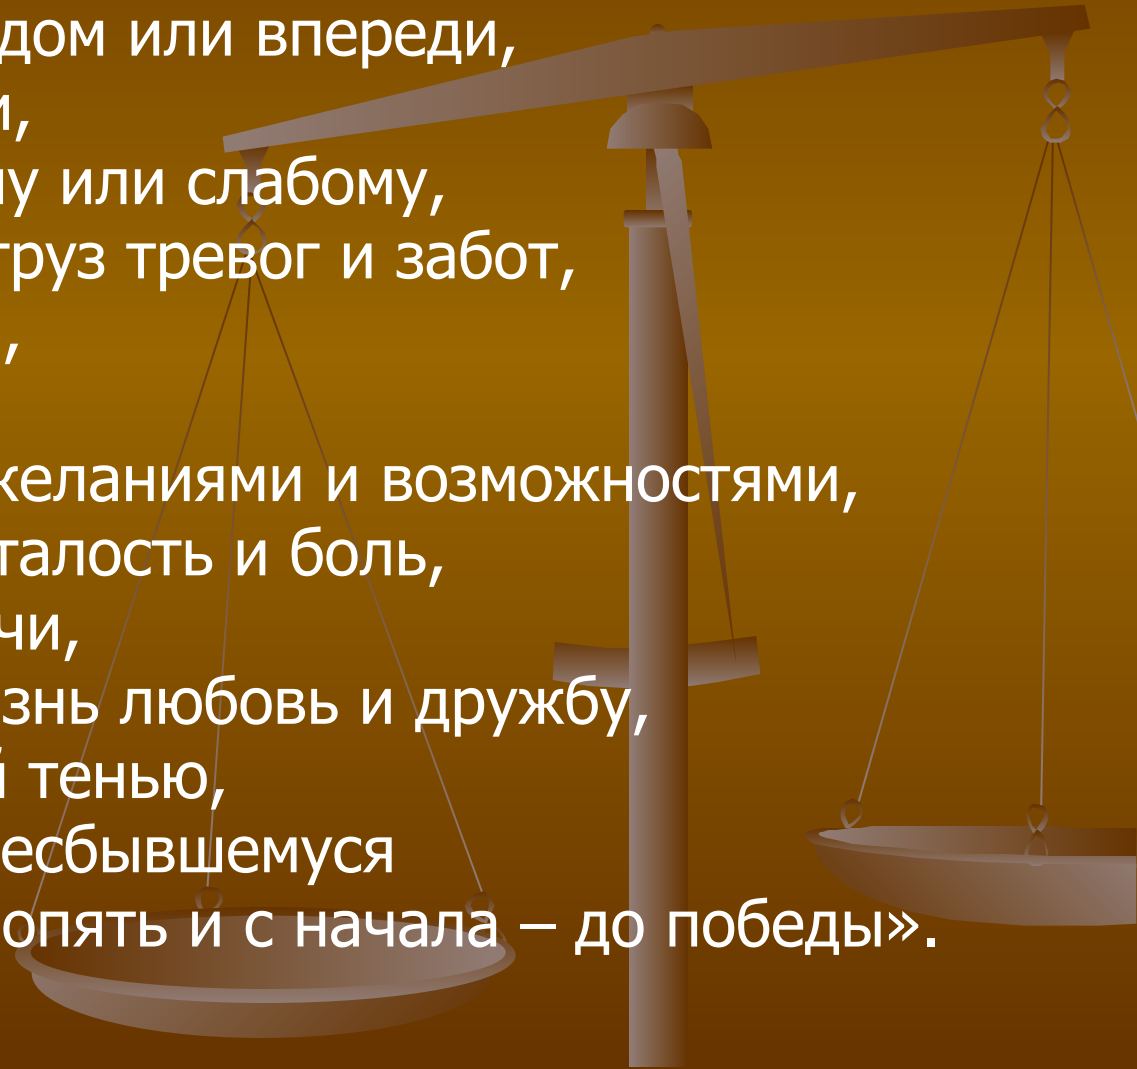 дом или впереди,
и,
ну или слабому,
груз тревог и забот,
,
желаниями и возможностями,
талость и боль,
чи,
знь любовь и дружбу,
й тенью,
есбывшемуся
опять и с начала – до победы».